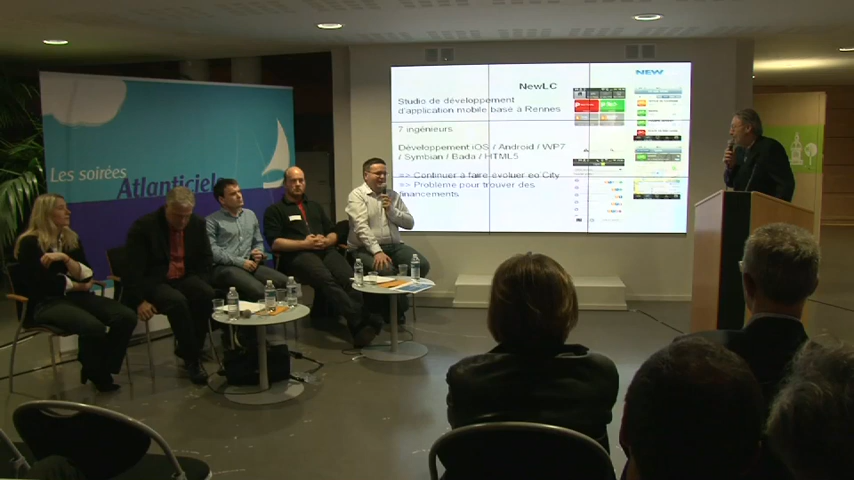 Les soirées
Atlanticiel
NEW
NewLC
Studio de développement
d'application mobile basé à Rennes
7 ingénieurs
Développement iOS / Android / WP7
/ Symbian / Bada / HTML5
=> Continuer à faire évoluer eo City
=> Problème pour trouver des
financements